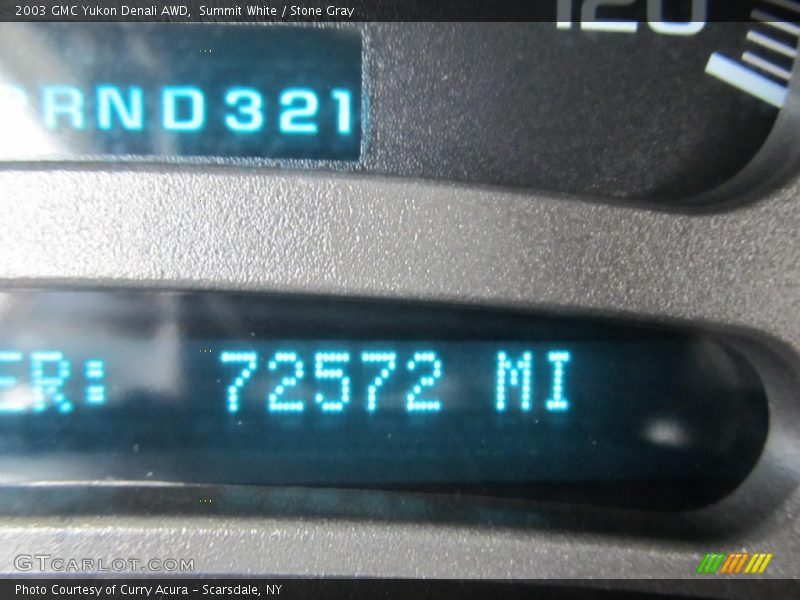 2003 GMC Yukon Denali AWD, Summit White / Stone Gray
120
RND321
ER: 72572 MI
GTCARLOT.COM
Photo Courtesy of Curry Acura - Scarsdale, NY